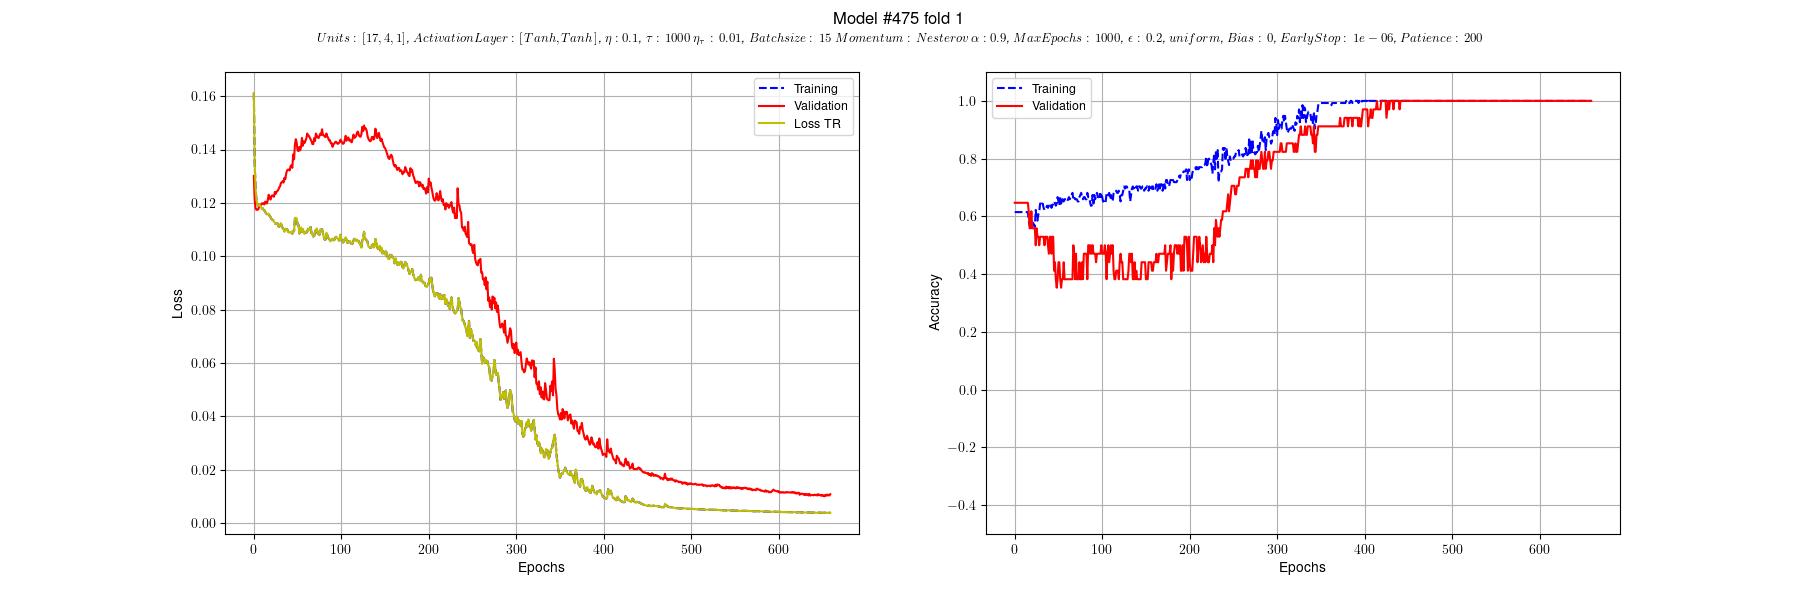 Model #475 fold 1
Units : [17, 4, 1], ActivationLayer : [Tanh, Tanh], η : 0.1, τ : 1000 ητ : 0.01, Batchsize : 15 Momentum : Nesterov α : 0.9, MaxEpochs : 1000, ϵ : 0.2, uniform, Bias : 0, EarlyStop : 1e − 06, Patience : 200
Training
Validation
Loss TR
0.16
0.14
0.12
0.10
0.08
0.06
0.04
0.02
0.00
Loss
0 100 200 300 400 500 600
Epochs
Training
Validation
1.0
0.8
0.6
0.4
0.2
0.0
−0.2
−0.4
Accuracy
0 100 200 300 400 500 600
Epochs